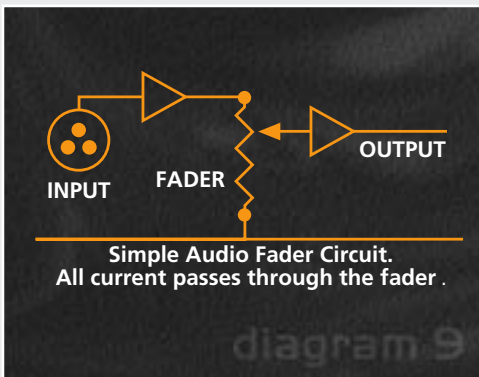 INPUT
FADER
OUTPUT
Simple Audio Fader Circuit.
All current passes through the fader .
diagram 9